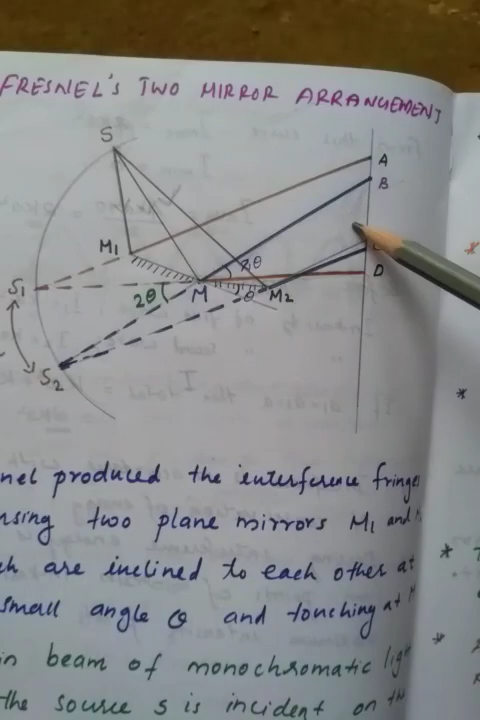 FRESNEL'S TWO MIRROR ARRANGEMENT
S
A
B
M1
2θ
D
S1
M
θ
M2
2θ
S2
nel produced the interference fringes
using two plane mirrors M1 and
ch are inclined to each other at
small angle θ and touching at M
in beam of monochromatic light
the source s is incident on the